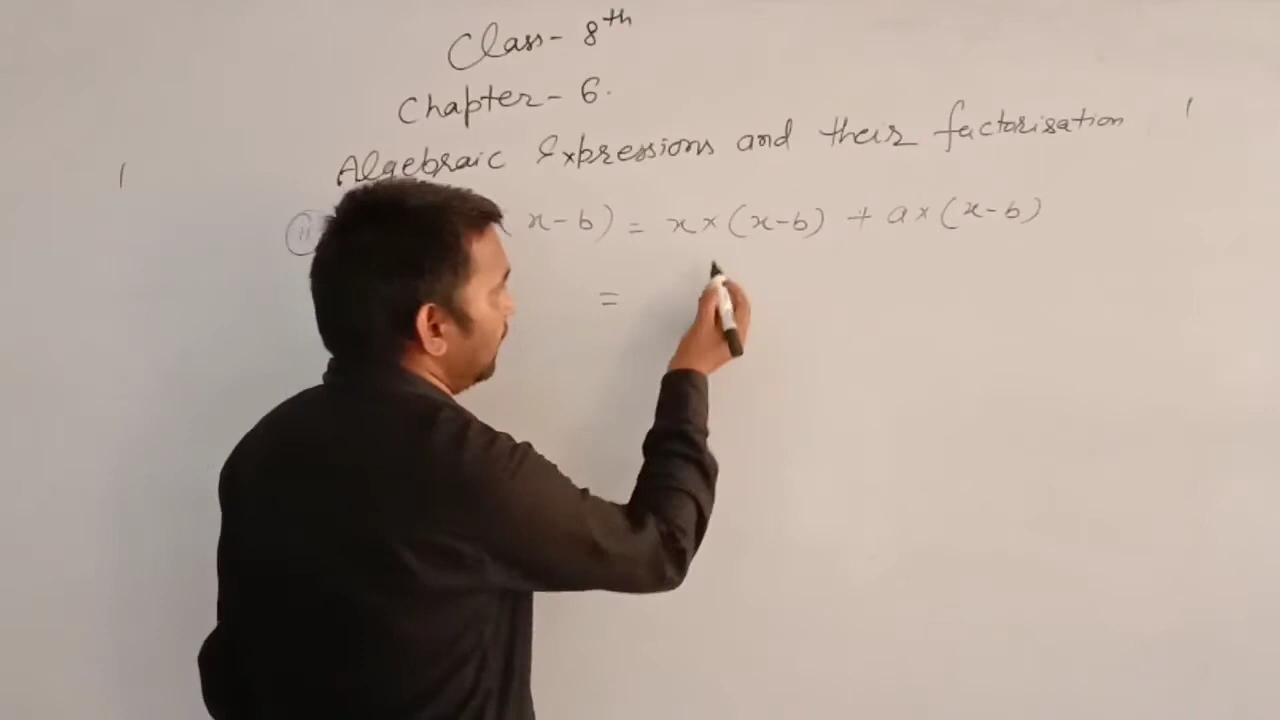 Class- 8th
Chapter- 6.
Algebraic Expressions and their factorisation
(ii) ( x-b) = x×(x-b) + a×(x-b)
=